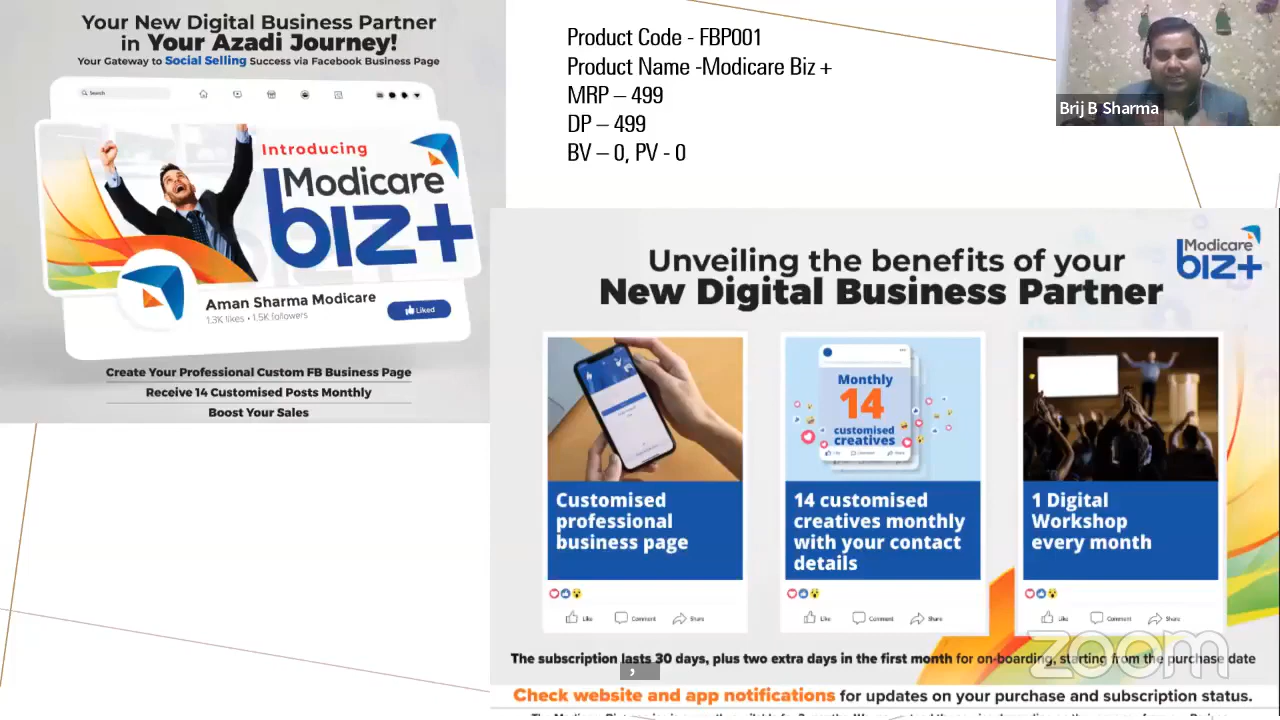 Your New Digital Business Partner
in Your Azadi Journey!
Your Gateway to Social Selling Success via Facebook Business Page
Search
Introducing
Modicare
biz+
Aman Sharma Modicare
1.3K likes • 1.5K followers
Liked
Create Your Professional Custom FB Business Page
Receive 14 Customised Posts Monthly
Boost Your Sales
Product Code - FBP001
Product Name -Modicare Biz +
MRP – 499
DP – 499
BV – 0, PV - 0
Brij B Sharma
Modicare
biz+
Unveiling the benefits of your
New Digital Business Partner
Customised
professional
business page
Like Comment Share
Monthly
14
customised
creatives
Like Comment Share
14 customised
creatives monthly
with your contact
details
Like Comment Share
1 Digital
Workshop
every month
Like Comment Share
zoom
The subscription lasts 30 days, plus two extra days in the first month for on-boarding, starting from the purchase date
,
Check website and app notifications for updates on your purchase and subscription status.